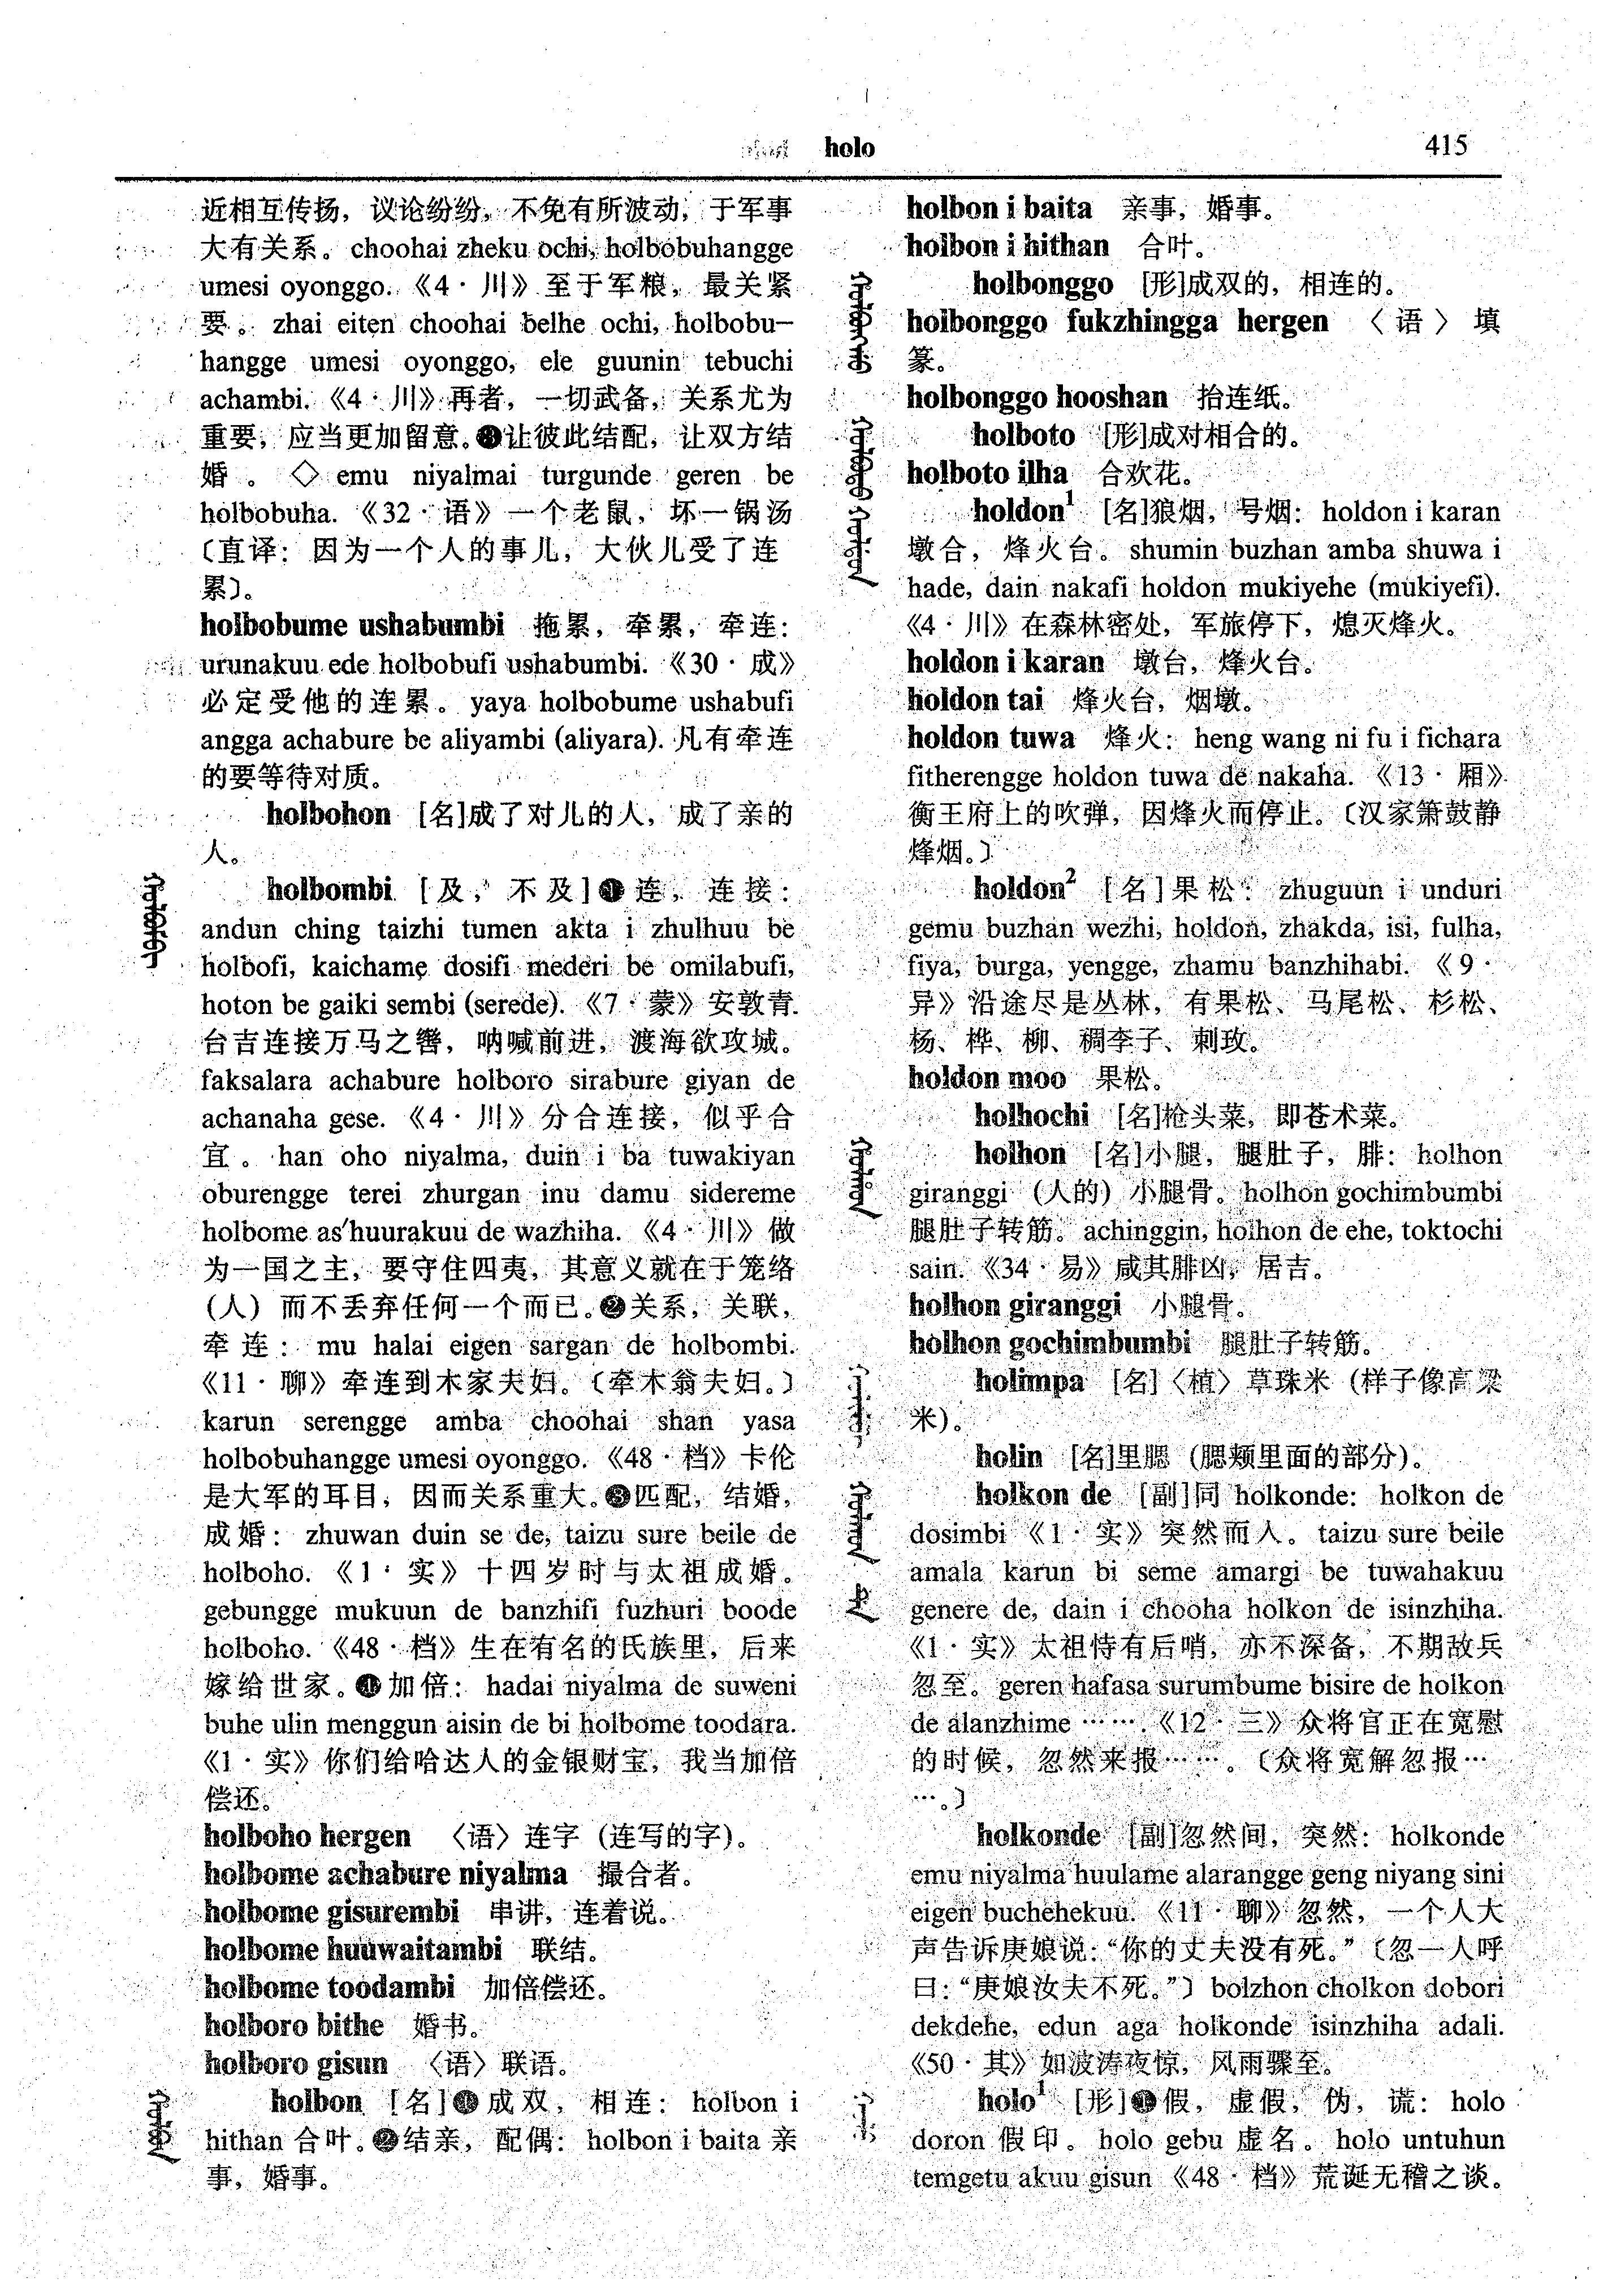 holo
415
近相互传扬，议论纷纷，不免有所波动，于军事
大有关系。choohai zheku ochi, holbobuhangge
umesi oyonggo.《4·川》至于军粮，最关紧
要。zhai eiten choohai belhe ochi, holbobu-
hangge umesi oyonggo, ele guunin tebuchi
achambi.《4·川》再者，一切武备，关系尤为
重要，应当更加留意。❸让彼此结配，让双方结
婚。◇emu niyalmai turgunde geren be
holbobuha.《32·语》一个老鼠，坏一锅汤
〔直译：因为一个人的事儿，大伙儿受了连
累〕。
holbobume ushabumbi 拖累，牵累，牵连：
urunakuu ede holbobufi ushabumbi.《30·成》
必定受他的连累。yaya holbobume ushabufi
angga achabure be aliyambi (aliyara). 凡有牵连
的要等待对质。
holbohon [名]成了对儿的人，成了亲的
人。
holbombi [及，不及]❶连，连接：
andun ching taizhi tumen akta i zhulhuu be
holbofi, kaichame dosifi mederi be omilabufi,
hoton be gaiki sembi (serede).《7·蒙》安敦青
台吉连接万马之辔，呐喊前进，渡海欲攻城。
faksalara achabure holboro sirabure giyan de
achanaha gese.《4·川》分合连接，似乎合
宜。han oho niyalma, duin i ba tuwakiyan
oburengge terei zhurgan inu damu sidereme
holbome as'huurakuu de wazhiha.《4·川》做
为一国之主，要守住四夷，其意义就在于笼络
（人）而不丢弃任何一个而已。❷关系，关联，
牵连：mu halai eigen sargan de holbombi.
《11·聊》牵连到木家夫妇。〔牵木翁夫妇。〕
karun serengge amba choohai shan yasa
holbobuhangge umesi oyonggo.《48·档》卡伦
是大军的耳目，因而关系重大。❸匹配，结婚，
成婚：zhuwan duin se de, taizu sure beile de
holboho.《1·实》十四岁时与太祖成婚。
gebungge mukuun de banzhifi fuzhuri boode
holboho.《48·档》生在有名的氏族里，后来
嫁给世家。❹加倍：hadai niyalma de suweni
buhe ulin menggun aisin de bi holbome toodara.
《1·实》你们给哈达人的金银财宝，我当加倍
偿还。
holboho hergen 〈语〉连字（连写的字）。
holbome achabure niyalma 撮合者。
holbome gisurembi 串讲，连着说。
holbome huuwaitambi 联结。
holbome toodambi 加倍偿还。
holboro bithe 婚书。
holboro gisun 〈语〉联语。
holbon [名]❶成双，相连：holbon i
hithan 合叶。❷结亲，配偶：holbon i baita 亲
事，婚事。
holbon i baita 亲事，婚事。
holbon i hithan 合叶。
holbonggo [形]成双的，相连的。
holbonggo fukzhingga hergen 〈语〉填
篆。
holbonggo hooshan 抬连纸。
holboto [形]成对相合的。
holboto ilha 合欢花。
holdon¹ [名]狼烟，号烟：holdon i karan
墩台，烽火台。shumin buzhan amba shuwa i
hade, dain nakafi holdon mukiyehe (mukiyefi).
《4·川》在森林密处，军旅停下，熄灭烽火。
holdon i karan 墩台，烽火台。
holdon tai 烽火台，烟墩。
holdon tuwa 烽火：heng wang ni fu i fichara
fitherengge holdon tuwa de nakaha.《13·厢》
衡王府上的吹弹，因烽火而停止。〔汉家箫鼓静
烽烟。〕
holdon² [名]果松：zhuguun i unduri
gemu buzhan wezhi, holdon, zhakda, isi, fulha,
fiya, burga, yengge, zhamu banzhihabi.《9·
异》沿途尽是丛林，有果松、马尾松、杉松、
杨、桦、柳、稠李子、刺玫。
holdon moo 果松。
holhochi [名]枪头菜，即苍术菜。
holhon [名]小腿，腿肚子，腓：holhon
giranggi（人的）小腿骨。holhon gochimbumbi
腿肚子转筋。achinggin, holhon de ehe, toktochi
sain.《34·易》咸其腓凶，居吉。
holhon giranggi 小腿骨。
holhon gochimbumbi 腿肚子转筋。
holimpa [名]〈植〉草珠米（样子像高粱
米）。
holin [名]里腮（腮颊里面的部分）。
holkon de [副]同 holkonde: holkon de
dosimbi《1·实》突然而入。taizu sure beile
amala karun bi seme amargi be tuwahakuu
genere de, dain i chooha holkon de isinzhiha.
《1·实》太祖恃有后哨，亦不深备，不期敌兵
忽至。geren hafasa surumbume bisire de holkon
de alanzhime …….《12·三》众将官正在宽慰
的时候，忽然来报……。〔众将宽解忽报…
…。〕
holkonde [副]忽然间，突然：holkonde
emu niyalma huulame alarangge geng niyang sini
eigen buchehekuu.《11·聊》忽然，一个人大
声告诉庚娘说：“你的丈夫没有死。”〔忽一人呼
曰：“庚娘汝夫不死。”〕bolzhon cholkon dobori
dekdehe, edun aga holkonde isinzhiha adali.
《50·其》如波涛夜惊，风雨骤至。
holo¹ [形]❶假，虚假，伪，谎：holo
doron 假印。holo gebu 虚名。holo untuhun
temgetu akuu gisun《48·档》荒诞无稽之谈。